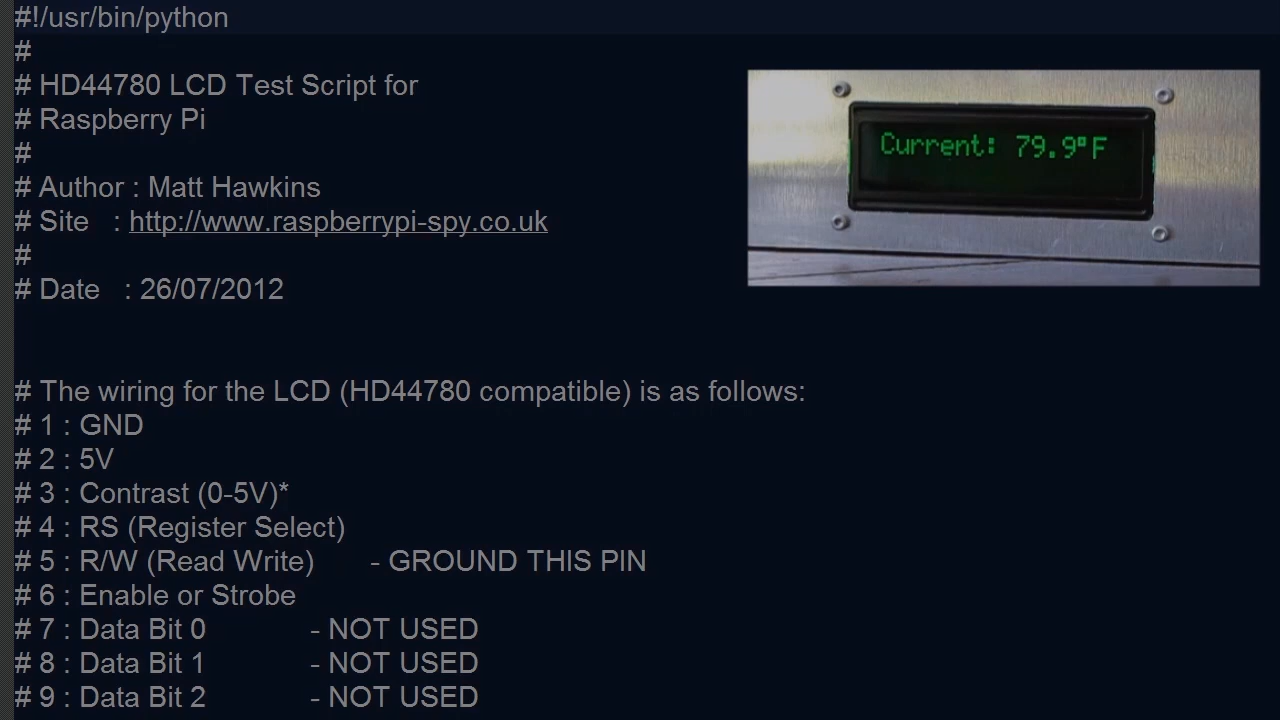 #!/usr/bin/python
#
# HD44780 LCD Test Script for
# Raspberry Pi
#
# Author : Matt Hawkins
# Site   : http://www.raspberrypi-spy.co.uk
#
# Date   : 26/07/2012
Current: 79.9°F
# The wiring for the LCD (HD44780 compatible) is as follows:
# 1 : GND
# 2 : 5V
# 3 : Contrast (0-5V)*
# 4 : RS (Register Select)
# 5 : R/W (Read Write)       - GROUND THIS PIN
# 6 : Enable or Strobe
# 7 : Data Bit 0             - NOT USED
# 8 : Data Bit 1             - NOT USED
# 9 : Data Bit 2             - NOT USED